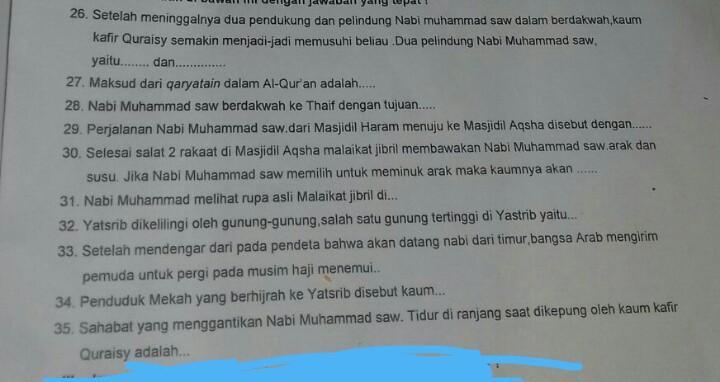 26. Setelah meninggalnya dua pendukung dan pelindung Nabi muhammad saw dalam berdakwah,kaum
kafir Quraisy semakin menjadi-jadi memusuhi beliau .Dua pelindung Nabi Muhammad saw,
yaitu........ dan..............
27. Maksud dari qaryatain dalam Al-Qur'an adalah.....
28. Nabi Muhammad saw berdakwah ke Thaif dengan tujuan.....
29. Perjalanan Nabi Muhammad saw.dari Masjidil Haram menuju ke Masjidil Aqsha disebut dengan......
30. Selesai salat 2 rakaat di Masjidil Aqsha malaikat jibril membawakan Nabi Muhammad saw.arak dan
susu. Jika Nabi Muhammad saw memilih untuk meminuk arak maka kaumnya akan ......
31. Nabi Muhammad melihat rupa asli Malaikat jibril di...
32. Yatsrib dikelilingi oleh gunung-gunung,salah satu gunung tertinggi di Yastrib yaitu...
33. Setelah mendengar dari pada pendeta bahwa akan datang nabi dari timur,bangsa Arab mengirim
pemuda untuk pergi pada musim haji menemui..
34. Penduduk Mekah yang berhijrah ke Yatsrib disebut kaum...
35. Sahabat yang menggantikan Nabi Muhammad saw. Tidur di ranjang saat dikepung oleh kaum kafir
Quraisy adalah...